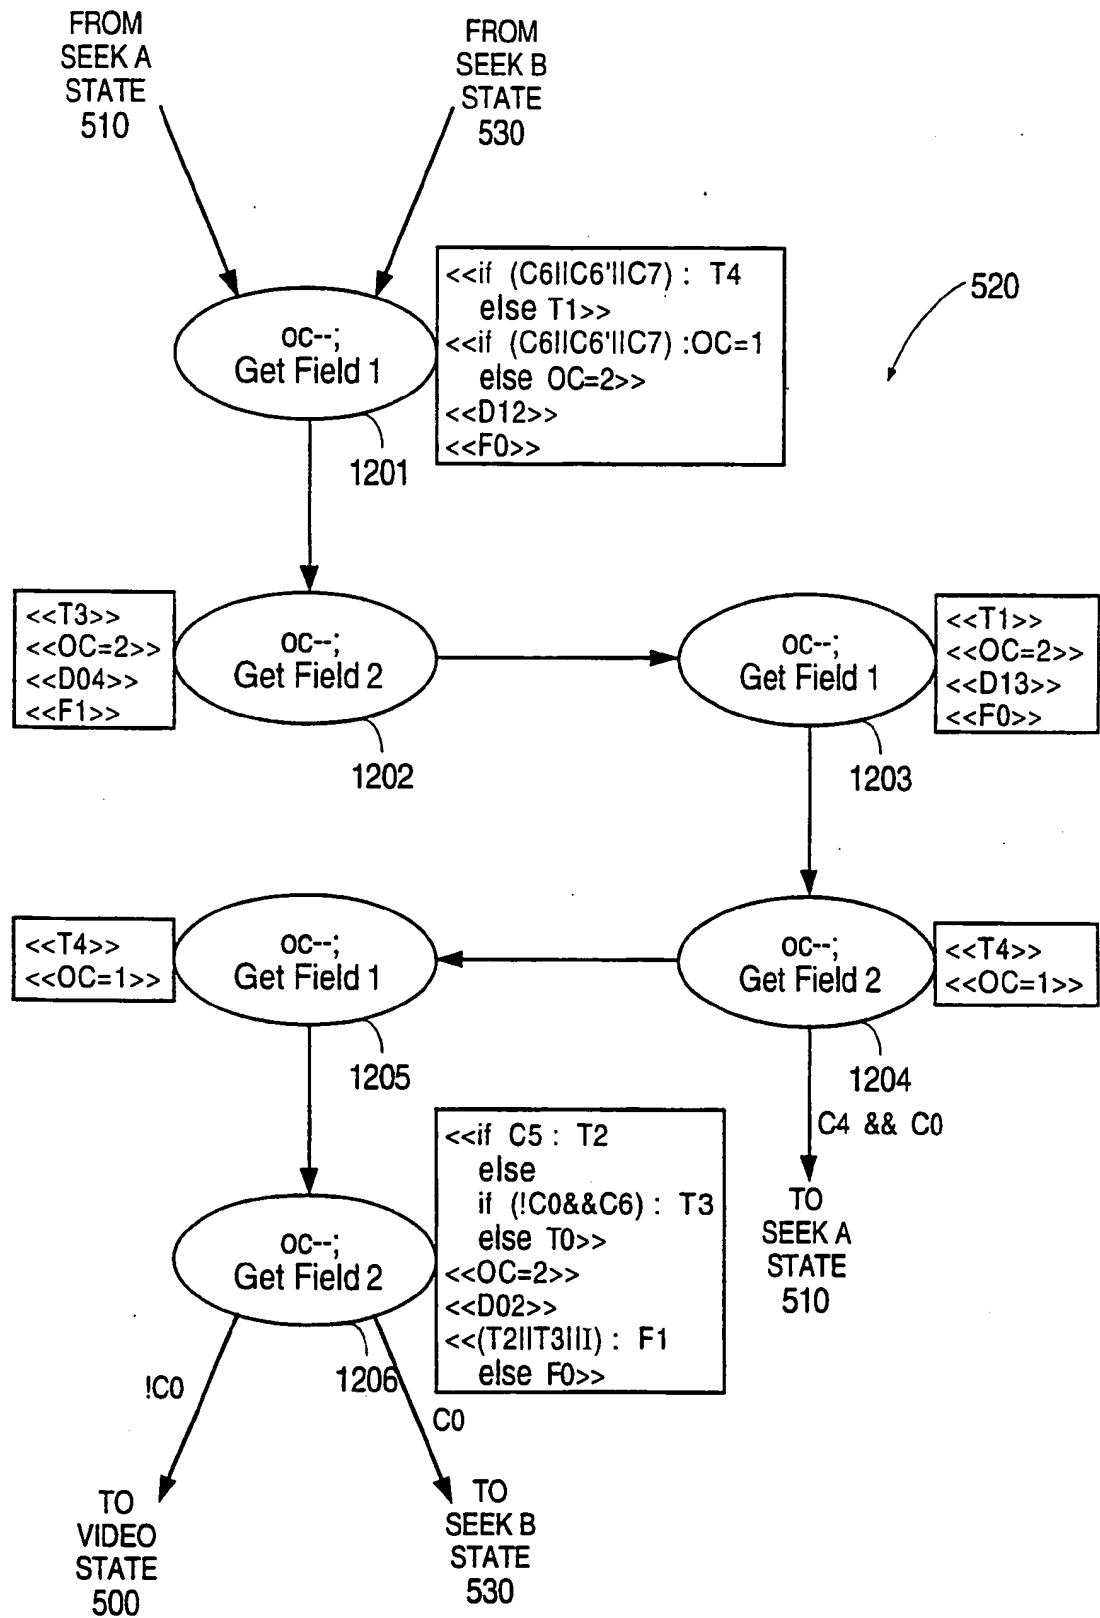 FROM
SEEK A
STATE
510
FROM
SEEK B
STATE
530
oc--;
Get Field 1
1201
<<if (C6||C6'||C7) : T4
else T1>>
<<if (C6||C6'||C7) :OC=1
else OC=2>>
<<D12>>
<<F0>>
520
<<T3>>
<<OC=2>>
<<D04>>
<<F1>>
oc--;
Get Field 2
1202
oc--;
Get Field 1
1203
<<T1>>
<<OC=2>>
<<D13>>
<<F0>>
<<T4>>
<<OC=1>>
oc--;
Get Field 1
1205
oc--;
Get Field 2
1204
<<T4>>
<<OC=1>>
C4 && C0
TO
SEEK A
STATE
510
oc--;
Get Field 2
1206
<<if C5 : T2
else
if (!C0&&C6) : T3
else T0>>
<<OC=2>>
<<D02>>
<<(T2||T3||I) : F1
else F0>>
!C0
C0
TO
VIDEO
STATE
500
TO
SEEK B
STATE
530